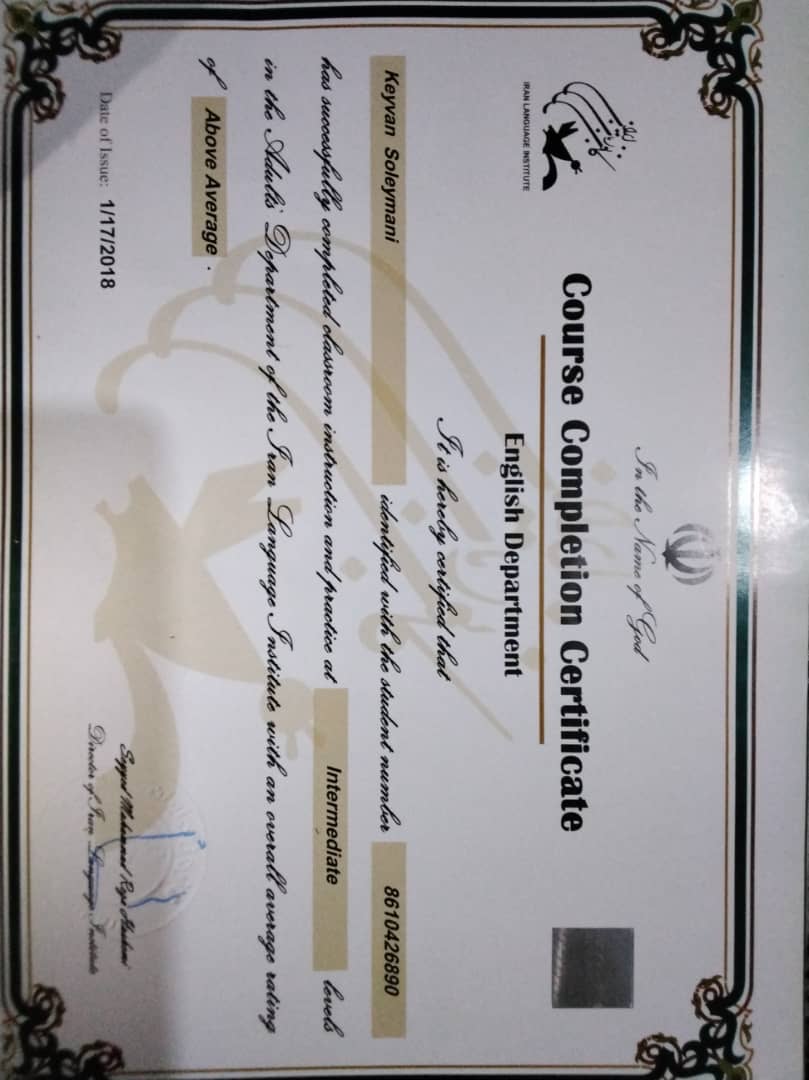 In the Name of God
IRAN LANGUAGE INSTITUTE
Course Completion Certificate
English Department
It is hereby certified that
Keyvan Soleymani identified with the student number 8610426890
has successfully completed classroom instruction and practice at Intermediate levels
in the Adults' Department of the Iran Language Institute with an overall average rating
of Above Average .
Date of Issue: 1/17/2018
Seyyed Mohammad Reza Hashemi
Director of Iran Language Institute